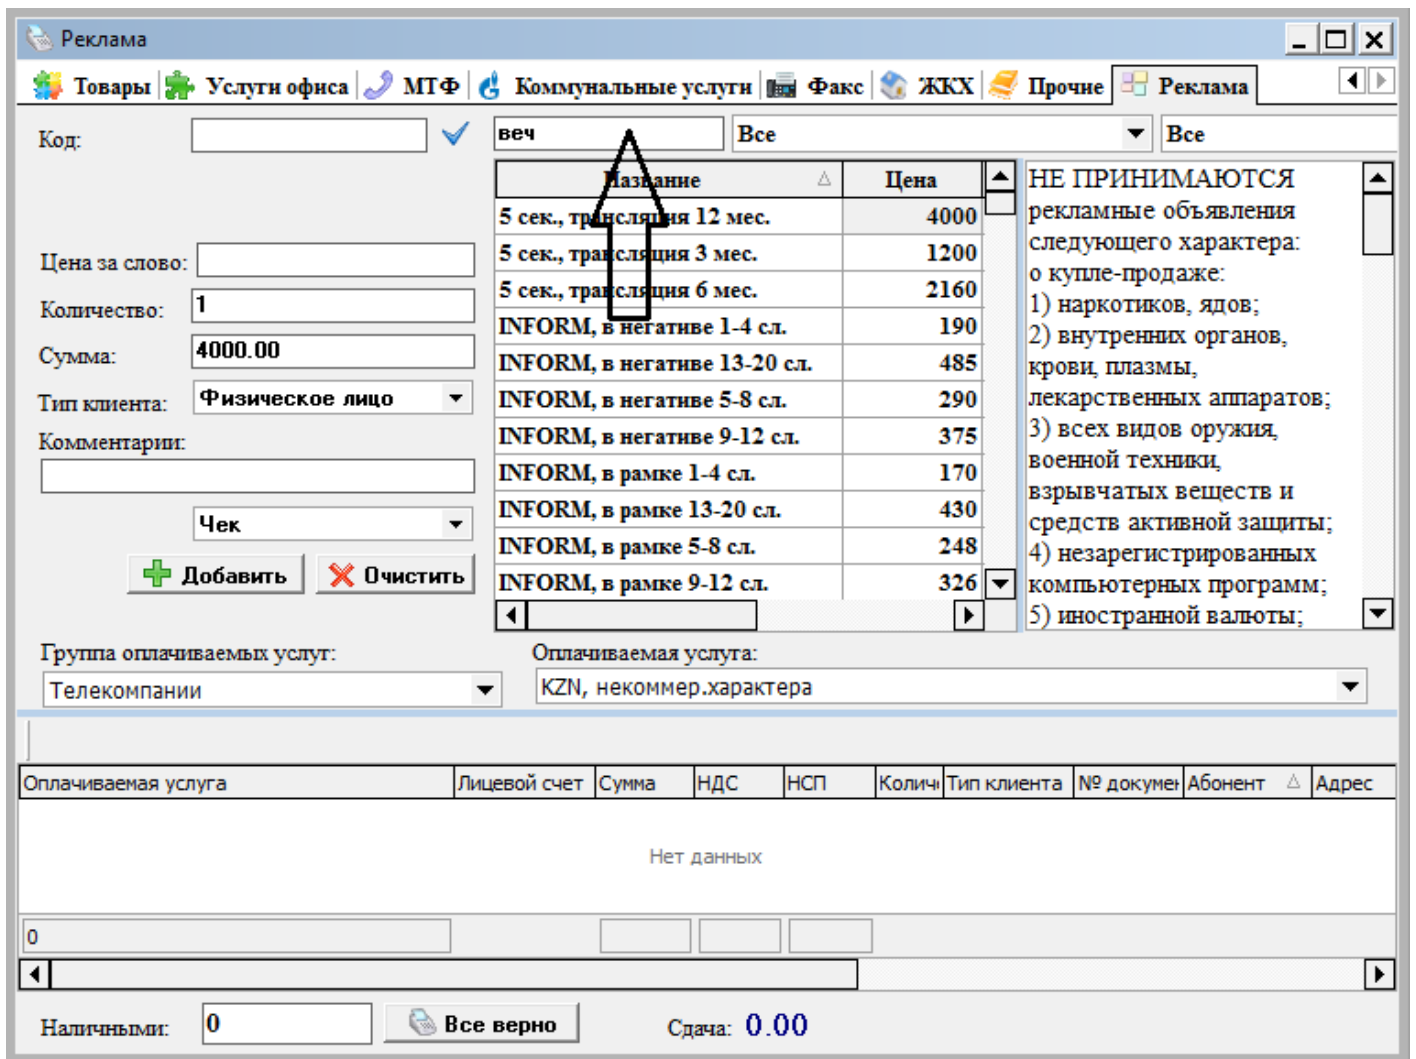 Реклама
Товары Услуги офиса МТФ Коммунальные услуги Факс ЖКХ Прочие Реклама
Код: веч Все Все
Название Цена
5 сек., трансляция 12 мес. 4000
5 сек., трансляция 3 мес. 1200
5 сек., трансляция 6 мес. 2160
INFORM, в негативе 1-4 сл. 190
INFORM, в негативе 13-20 сл. 485
INFORM, в негативе 5-8 сл. 290
INFORM, в негативе 9-12 сл. 375
INFORM, в рамке 1-4 сл. 170
INFORM, в рамке 13-20 сл. 430
INFORM, в рамке 5-8 сл. 248
INFORM, в рамке 9-12 сл. 326
НЕ ПРИНИМАЮТСЯ
рекламные объявления
следующего характера:
о купле-продаже:
1) наркотиков, ядов;
2) внутренних органов,
крови, плазмы,
лекарственных аппаратов;
3) всех видов оружия,
военной техники,
взрывчатых веществ и
средств активной защиты;
4) незарегистрированных
компьютерных программ;
5) иностранной валюты;
Цена за слово:
Количество: 1
Сумма: 4000.00
Тип клиента: Физическое лицо
Комментарии:
Чек
Добавить Очистить
Группа оплачиваемых услуг: Оплачиваемая услуга:
Телекомпании KZN, некоммер.характера
Оплачиваемая услуга Лицевой счет Сумма НДС НСП Количе Тип клиента № докумен Абонент Адрес
Нет данных
0
Наличными: 0 Все верно Сдача: 0.00